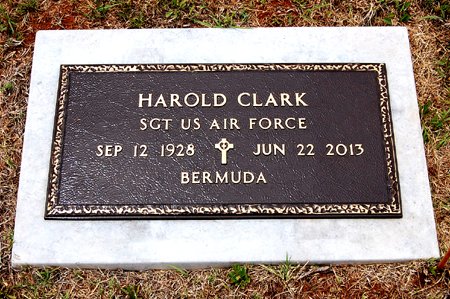 HAROLD CLARK
SGT US AIR FORCE
SEP 12 1928 JUN 22 2013
BERMUDA